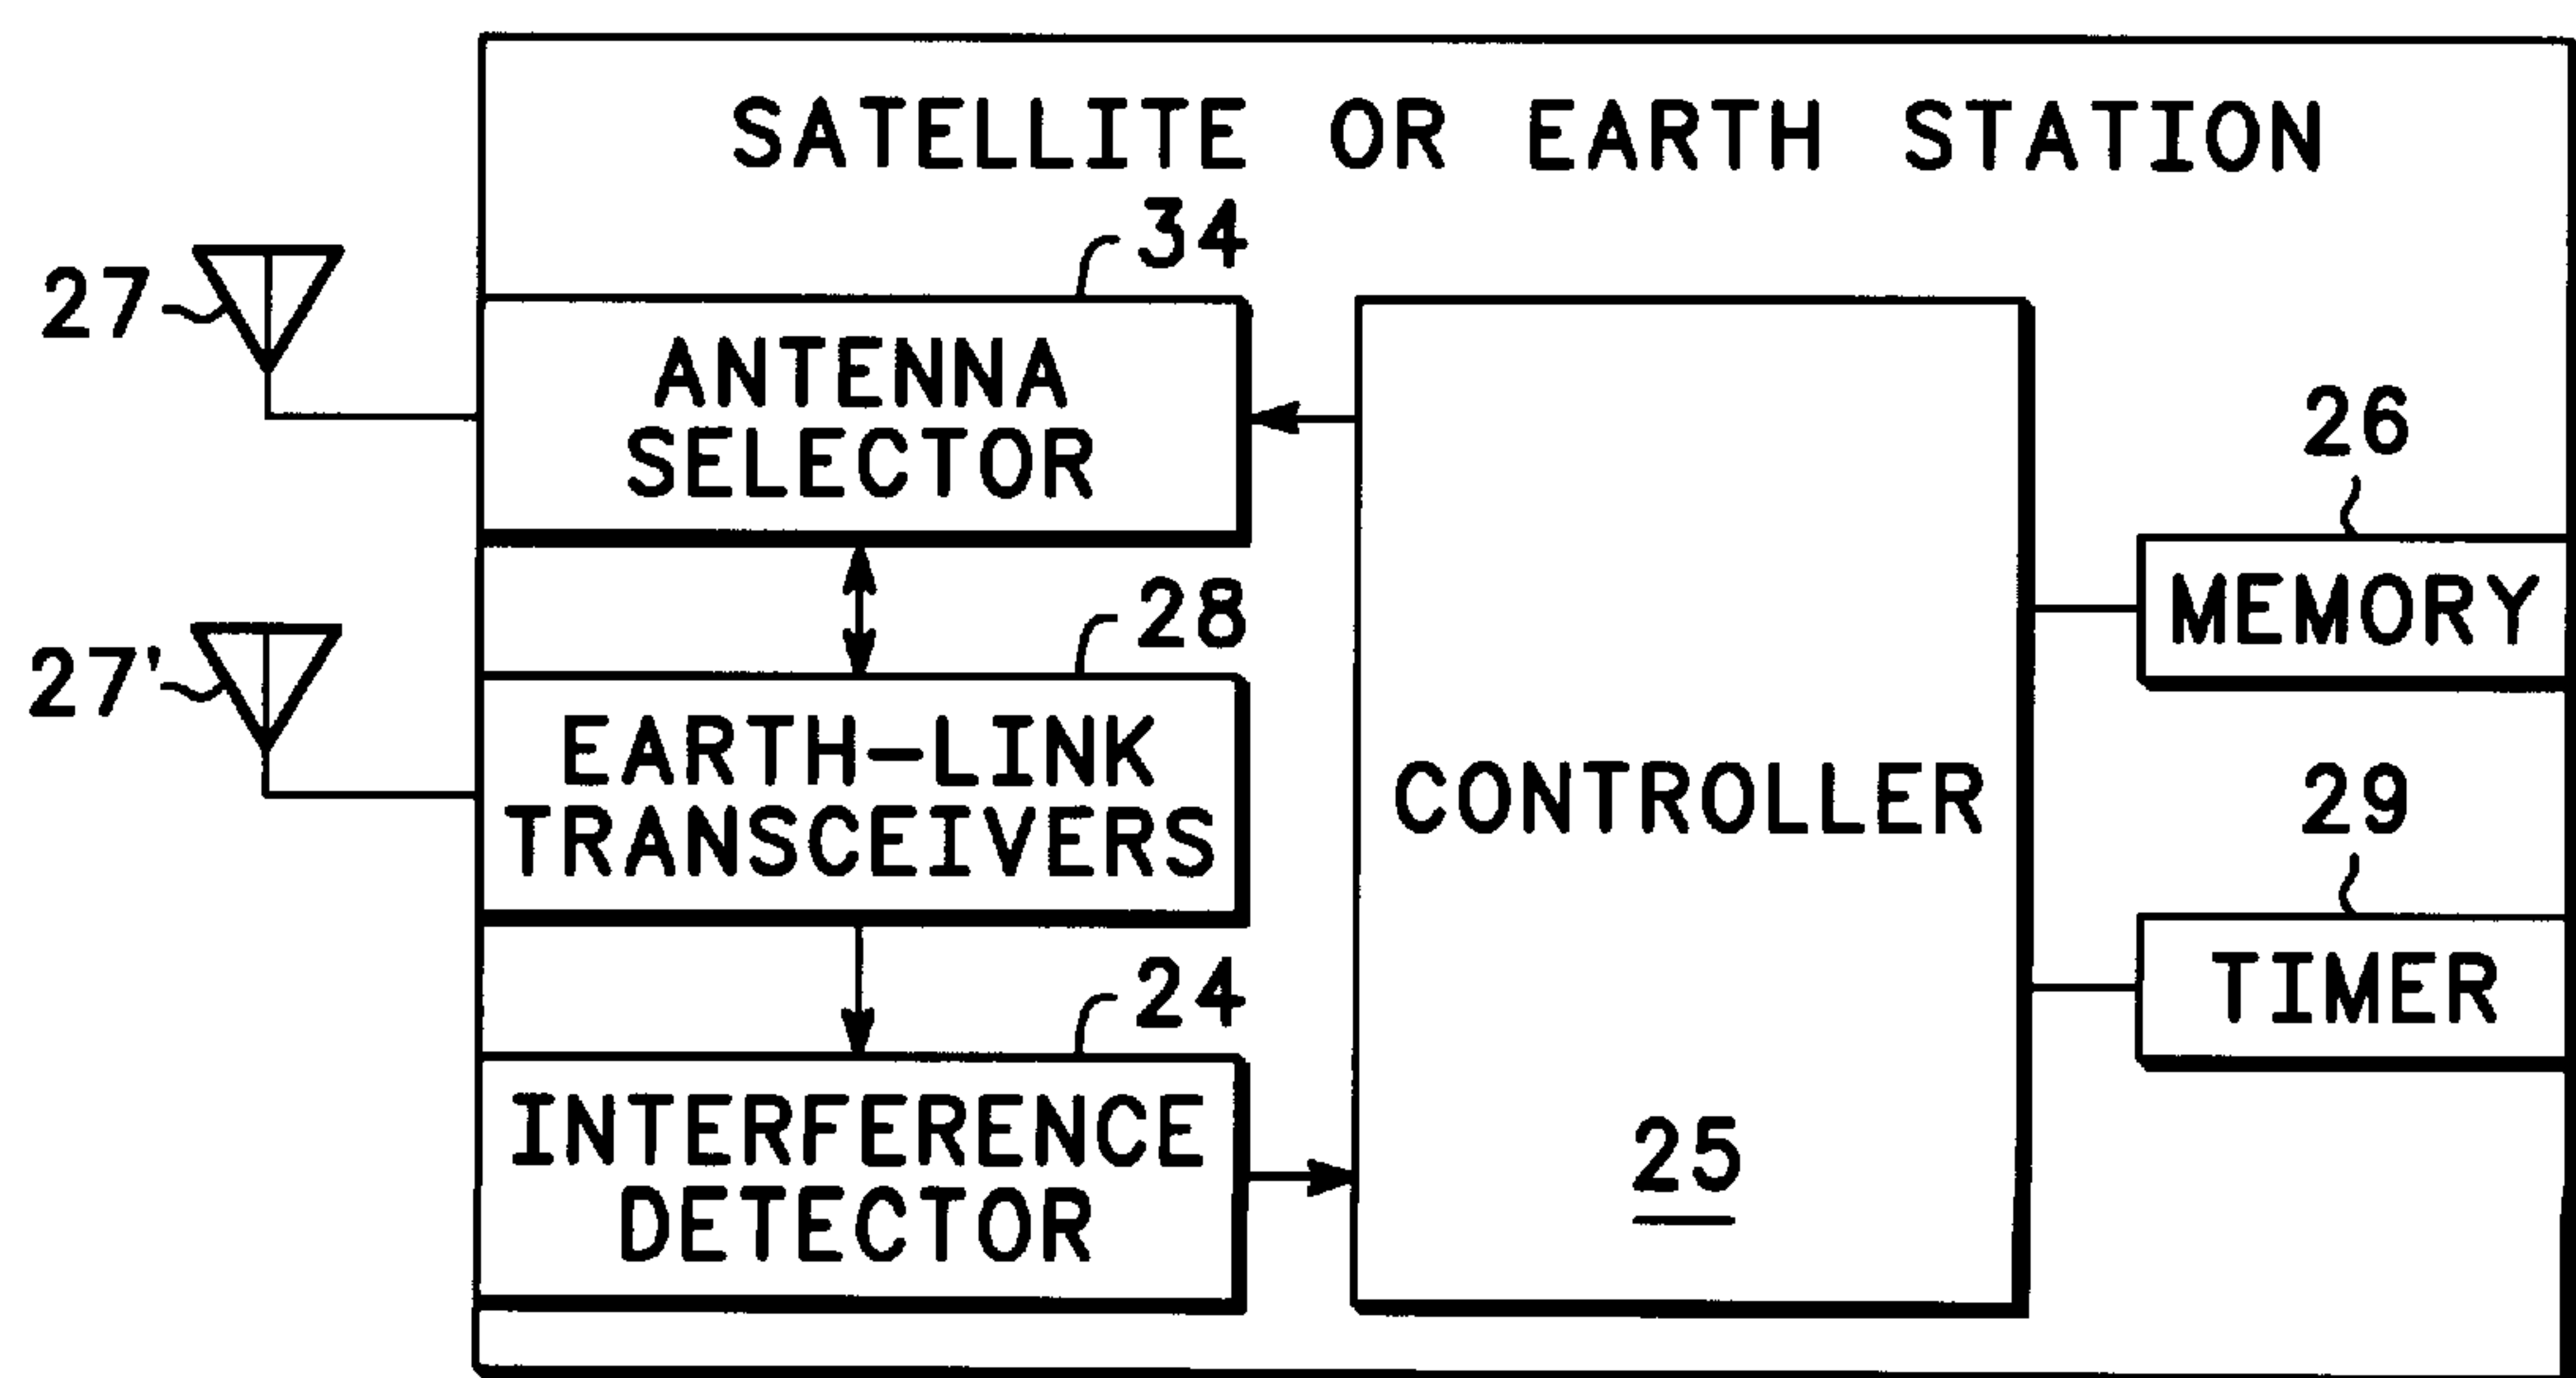 SATELLITE OR EARTH STATION
34
27
ANTENNA
SELECTOR
26
MEMORY
28
27'
EARTH-LINK
TRANSCEIVERS
CONTROLLER
29
TIMER
24
INTERFERENCE
DETECTOR
25